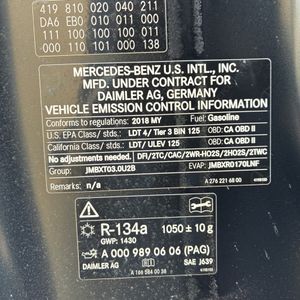 419 810 020 040 211
DA6 EB0 010 011 000
111 100 100 100 011
000 110 101 000 138
MERCEDES-BENZ U.S. INTL., INC.
MFD. UNDER CONTRACT FOR
DAIMLER AG, GERMANY
VEHICLE EMISSION CONTROL INFORMATION
Conforms to regulations: 2018 MY Fuel: Gasoline
U.S. EPA Class / stds.: LDT 4/ Tier 3 BIN 125 OBD: CA OBD II
California Class / stds.: LDT/ ULEV 125 OBD: CA OBD II
No adjustments needed. DFI/2TC/CAC/2WR-HO2S/2HO2S/2TWC
Group: JMBXT03.0U2B EVAP: JMBXR0170LNF
Remarks: n/a A 276 221 68 00
R-134a 1050 ± 10 g
GWP: 1430
A 000 989 06 06 (PAG)
DAIMLER AG SAE J639